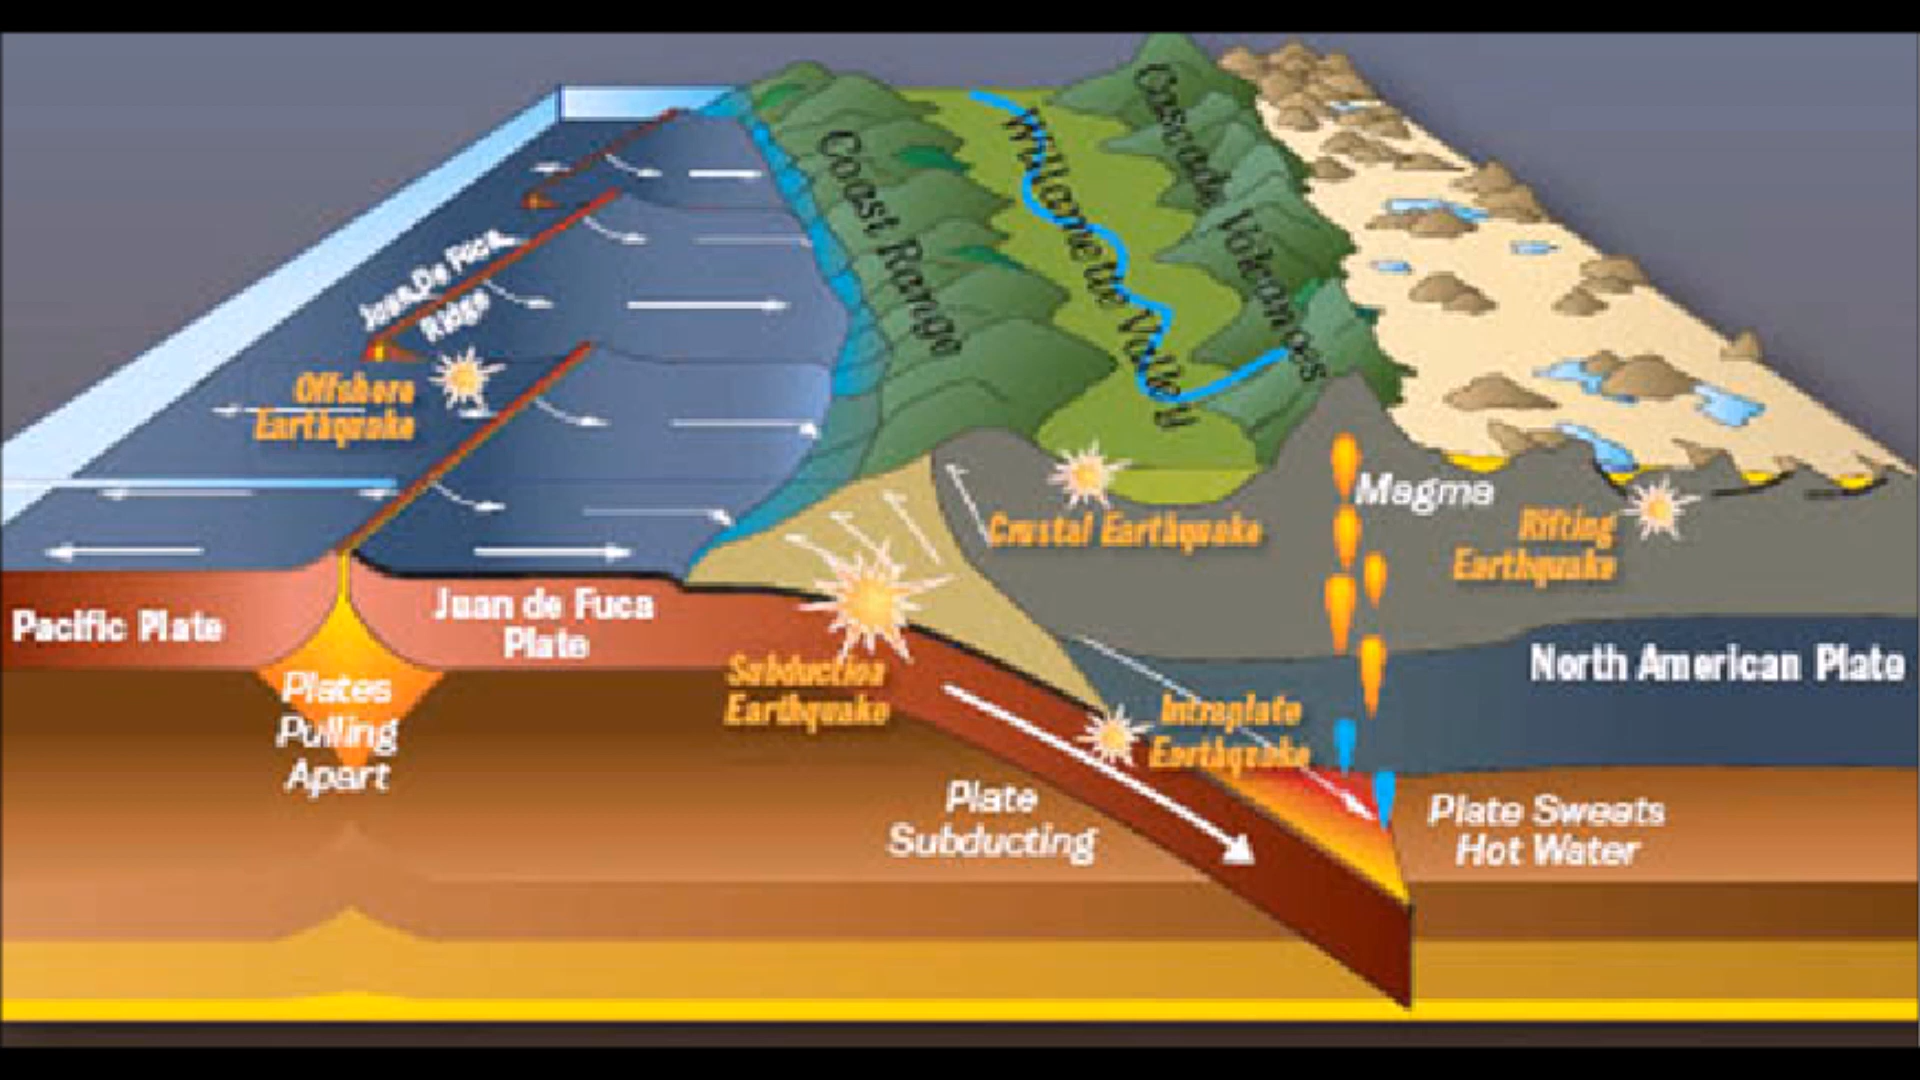 Coast Range
Willamette Valley
Cascade Volcanoes
Juan De Fuca
Ridge
Offshore
Earthquake
Magma
Crustal Earthquake
Rifting
Earthquake
Pacific Plate
Juan de Fuca
Plate
North American Plate
Plates
Pulling
Apart
Subduction
Earthquake
Intraplate
Earthquake
Plate
Subducting
Plate Sweats
Hot Water